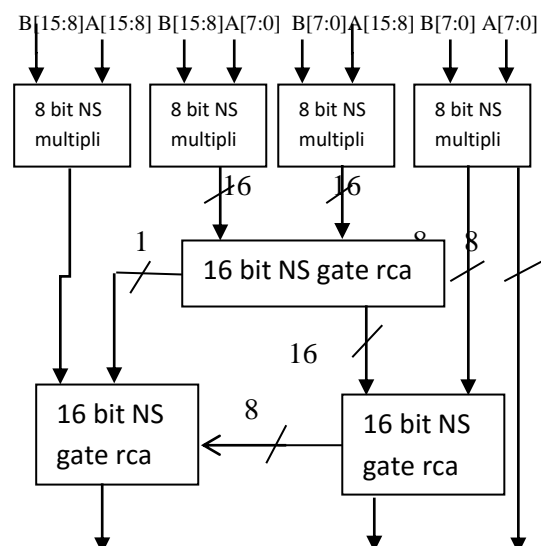 B[15:8]A[15:8] B[15:8]A[7:0] B[7:0]A[15:8] B[7:0] A[7:0]
8 bit NS multipli
8 bit NS multipli
8 bit NS multipli
8 bit NS multipli
16
16
1
8
8
16 bit NS gate rca
16
16 bit NS gate rca
8
16 bit NS gate rca